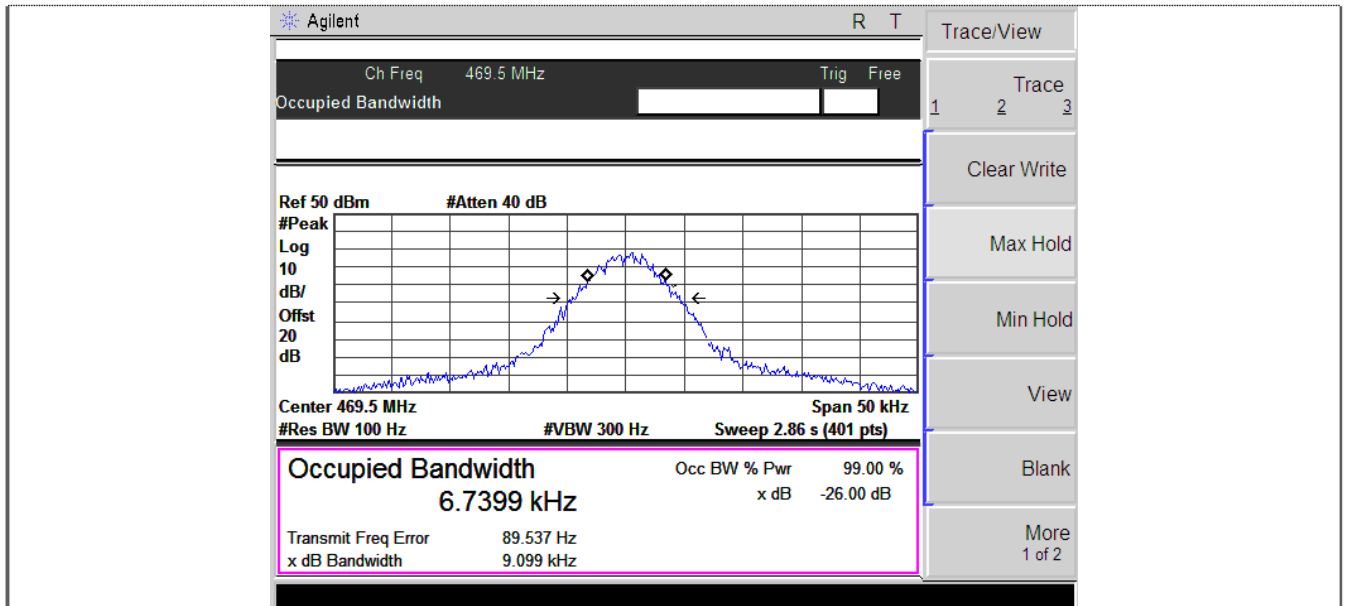 Agilent R T
Trace/View
Ch Freq 469.5 MHz Trig Free
Occupied Bandwidth
Trace
1 2 3
Clear Write
Max Hold
Min Hold
View
Blank
More
1 of 2
Ref 50 dBm #Atten 40 dB
#Peak
Log
10
dB/
Offst
20
dB
Center 469.5 MHz Span 50 kHz
#Res BW 100 Hz #VBW 300 Hz Sweep 2.86 s (401 pts)
Occupied Bandwidth Occ BW % Pwr 99.00 %
6.7399 kHz x dB -26.00 dB
Transmit Freq Error 89.537 Hz
x dB Bandwidth 9.099 kHz